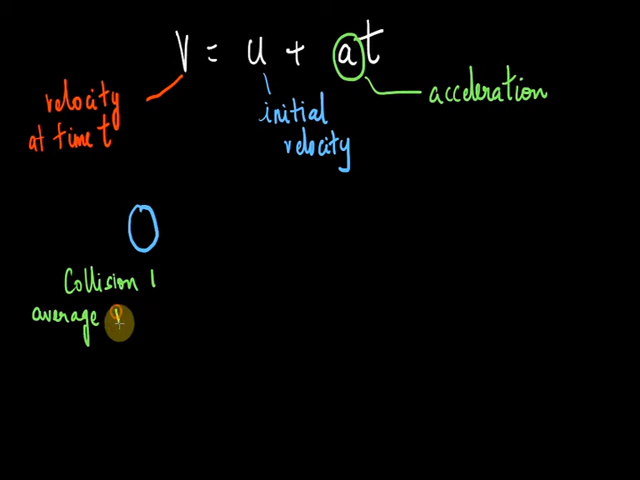 v = u + at
velocity
at time t
initial
velocity
acceleration
Collision 1
average